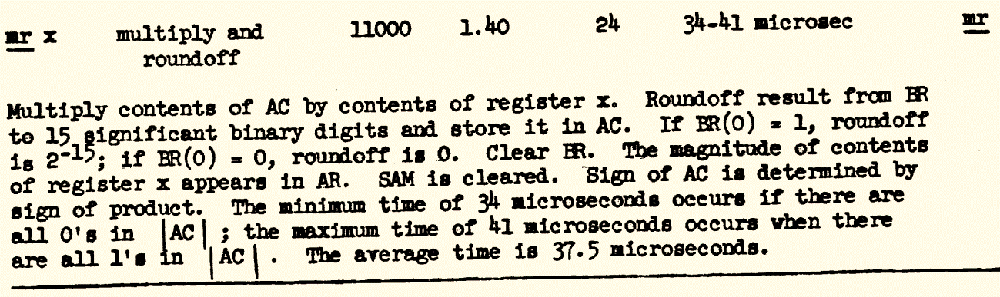 mr x multiply and 11000 1.40 24 34-41 microsec mr
roundoff
Multiply contents of AC by contents of register x. Roundoff result from BR
to 15 significant binary digits and store it in AC. If BR(0) = 1, roundoff
is 2-15; if BR(0) = 0, roundoff is 0. Clear BR. The magnitude of contents
of register x appears in AR. SAM is cleared. Sign of AC is determined by
sign of product. The minimum time of 34 microseconds occurs if there are
all 0's in |AC| ; the maximum time of 41 microseconds occurs when there
are all 1's in |AC| . The average time is 37.5 microseconds.